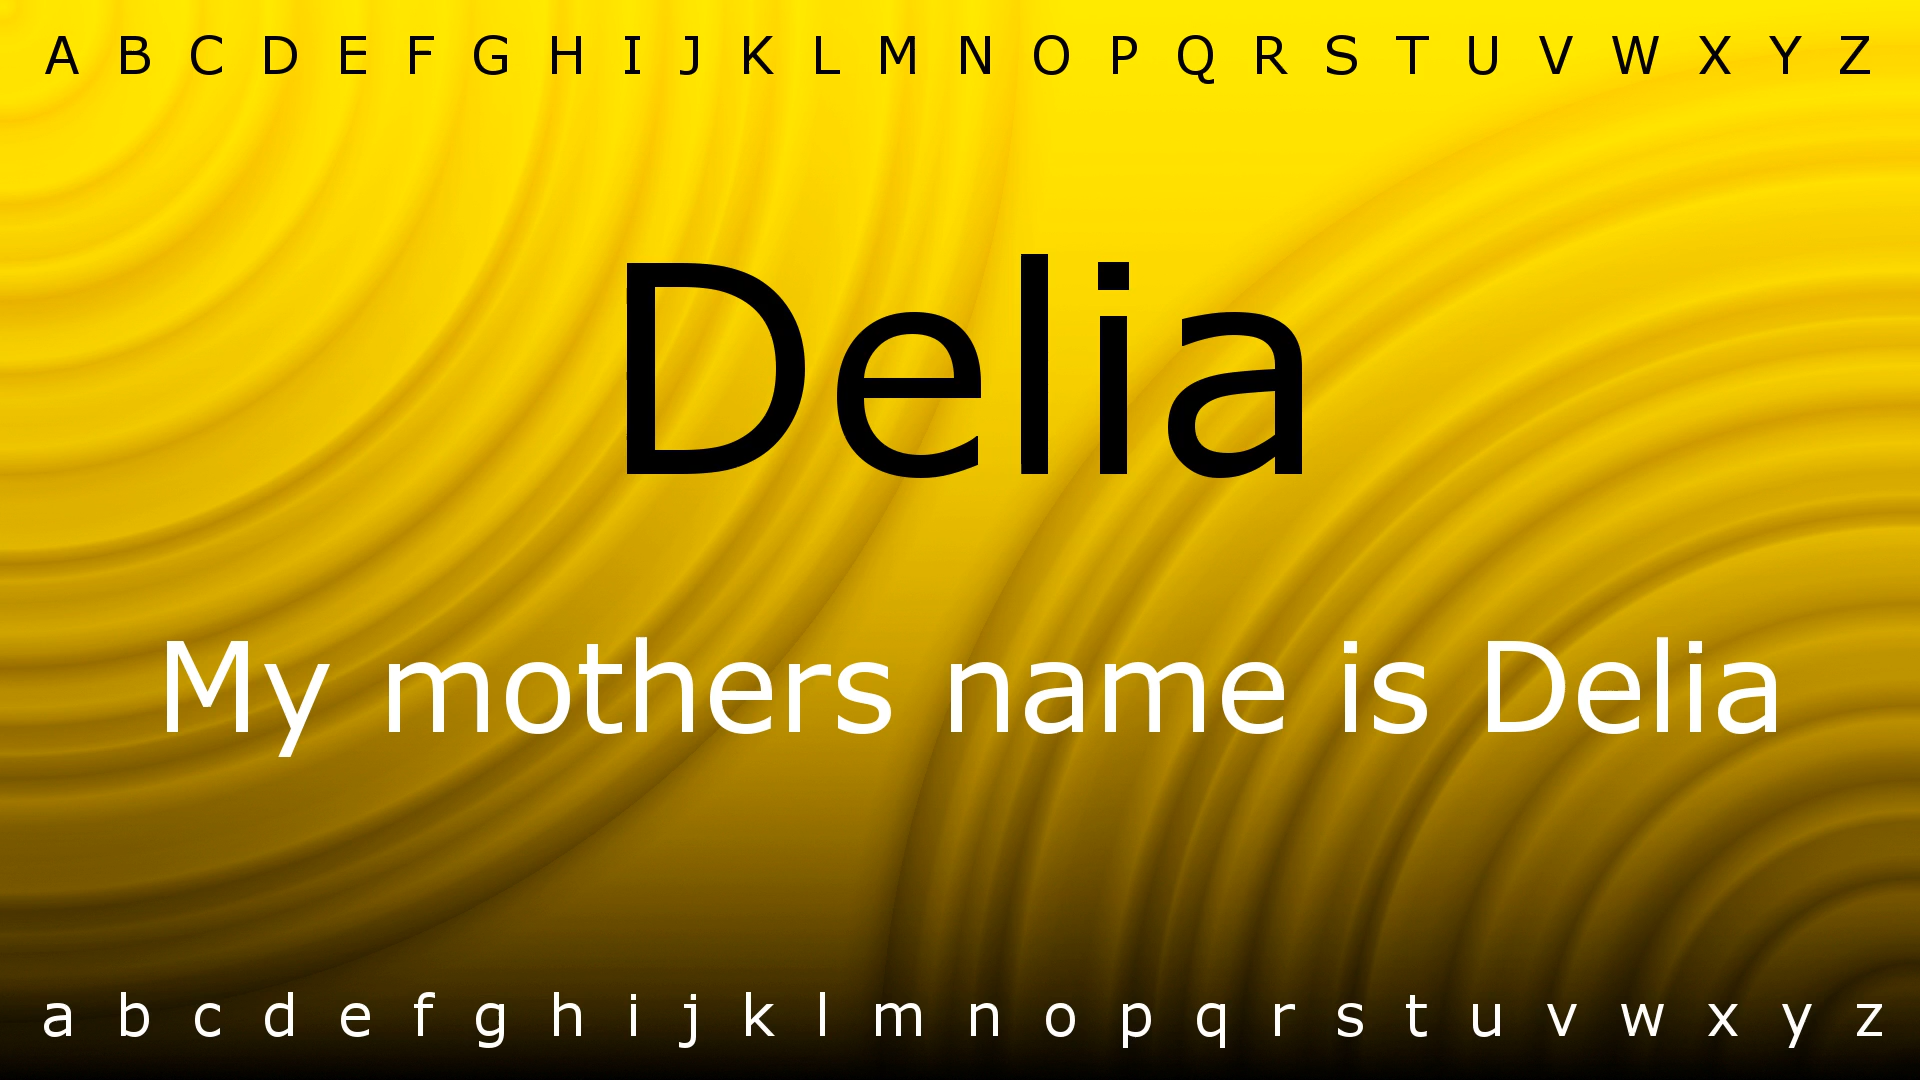 A B C D E F G H I J K L M N O P Q R S T U V W X Y Z
Delia
My mothers name is Delia
a b c d e f g h i j k l m n o p q r s t u v w x y z